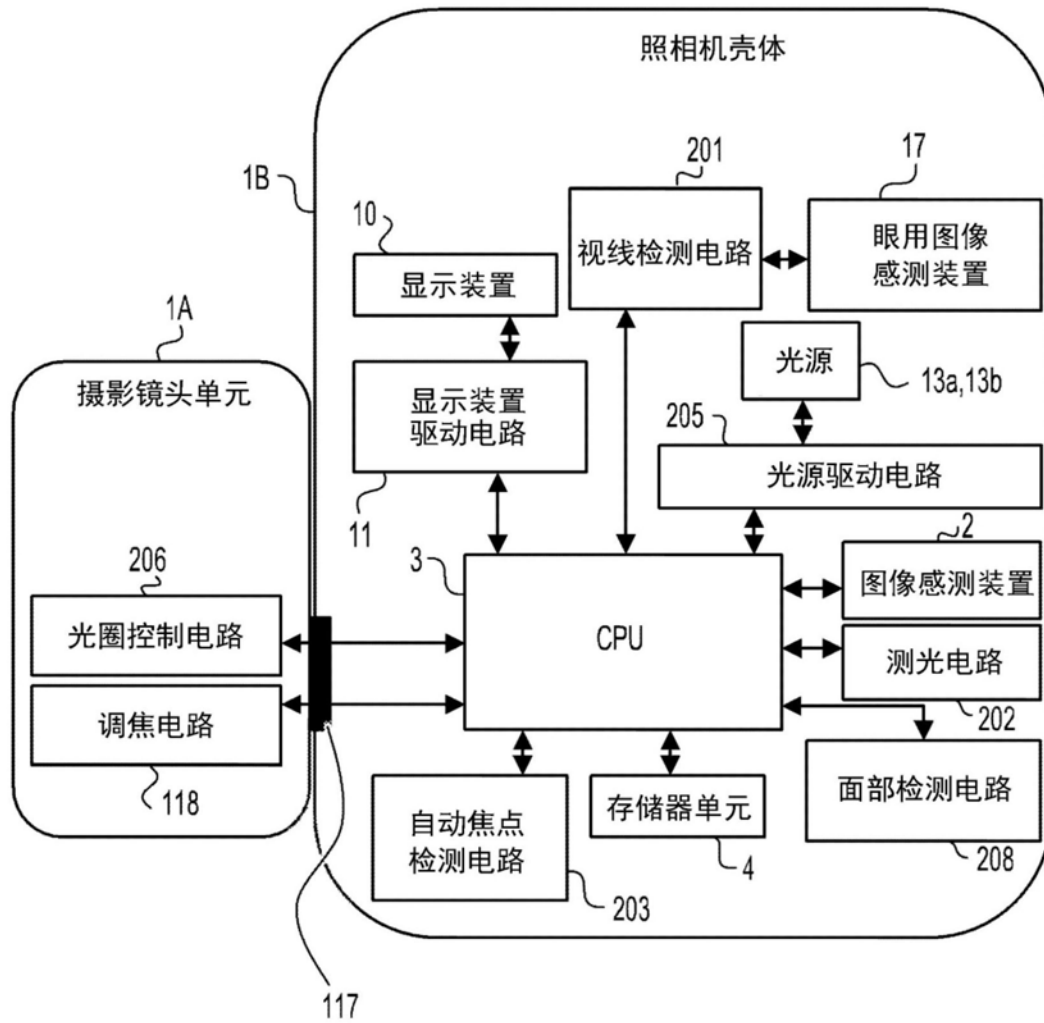 照相机壳体
1B
201
17
10
视线检测电路
眼用图像
感测装置
显示装置
1A
光源
摄影镜头单元
显示装置
驱动电路
13a,13b
205
光源驱动电路
11
3
2
206
图像感测装置
光圈控制电路
CPU
测光电路
调焦电路
202
118
存储器单元
面部检测电路
自动焦点
检测电路
4
208
203
117